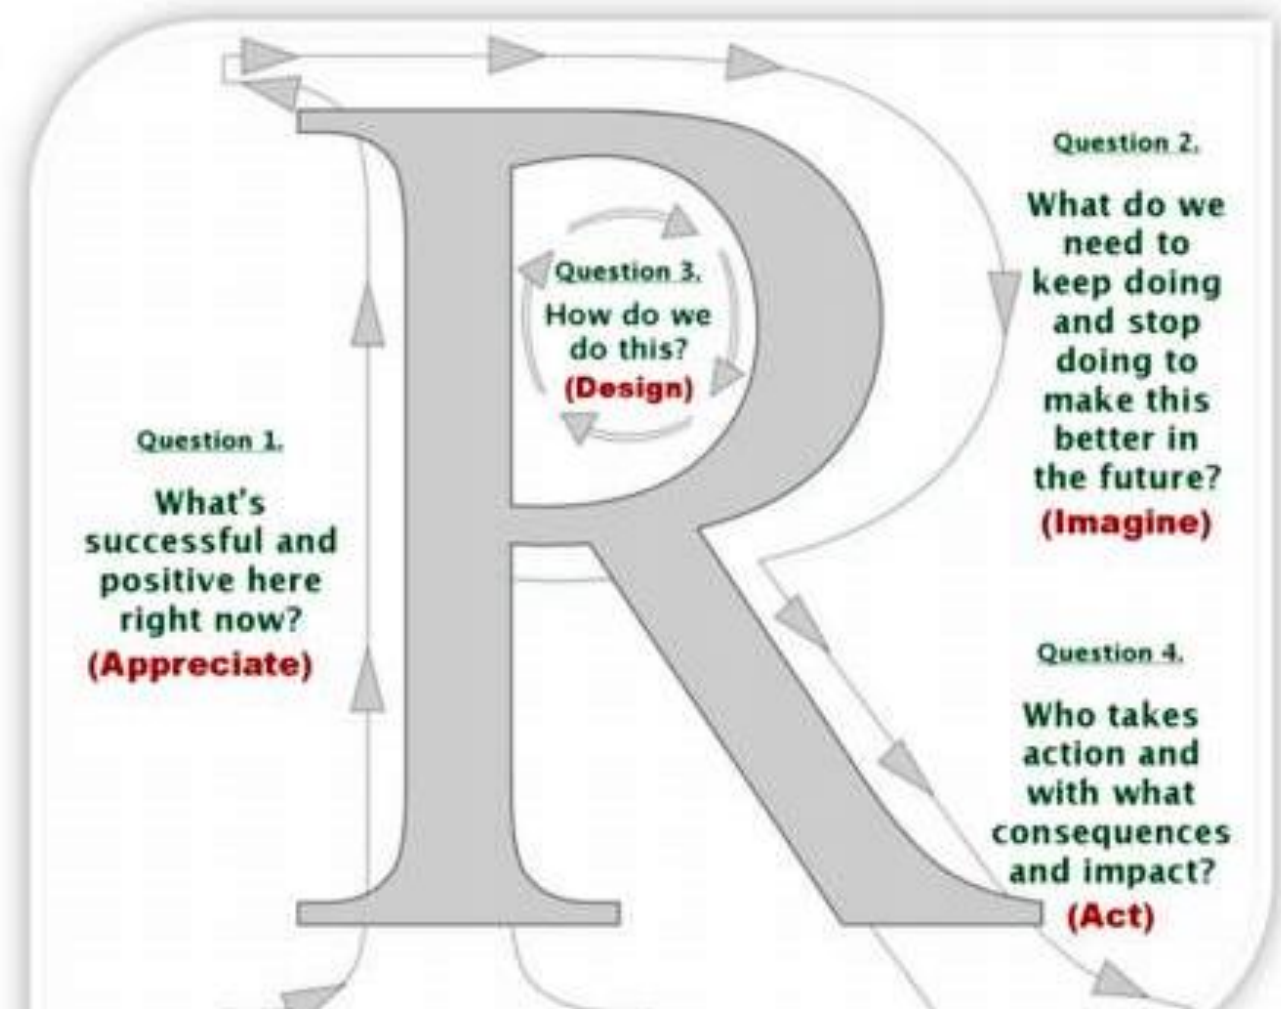 Question 1.
What's
successful and
positive here
right now?
(Appreciate)
Question 2.
What do we
need to
keep doing
and stop
doing to
make this
better in
the future?
(Imagine)
Question 3.
How do we
do this?
(Design)
Question 4.
Who takes
action and
with what
consequences
and impact?
(Act)